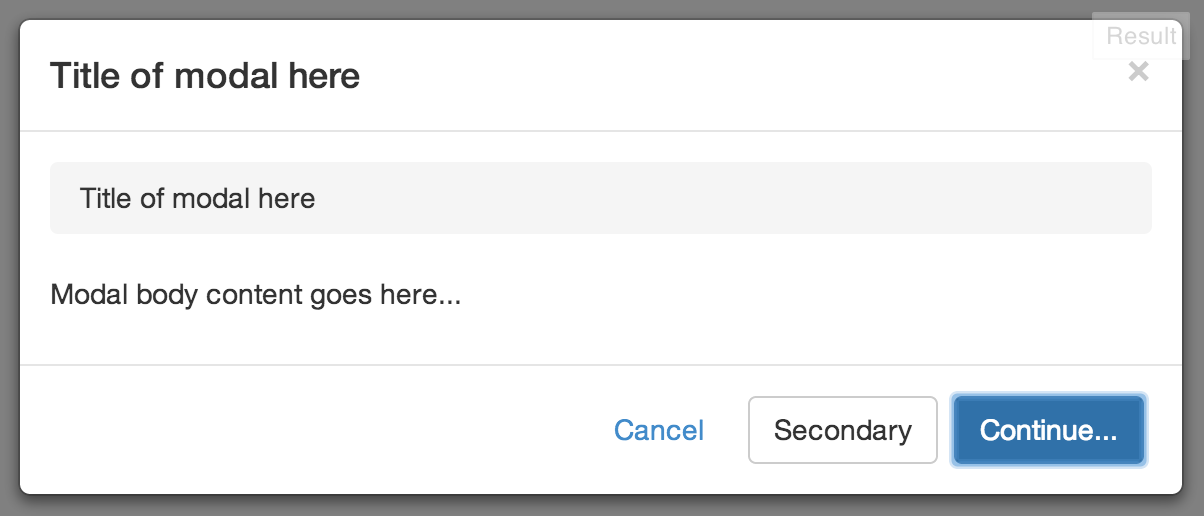 Result
Title of modal here ×
Title of modal here
Modal body content goes here...
Cancel Secondary Continue...